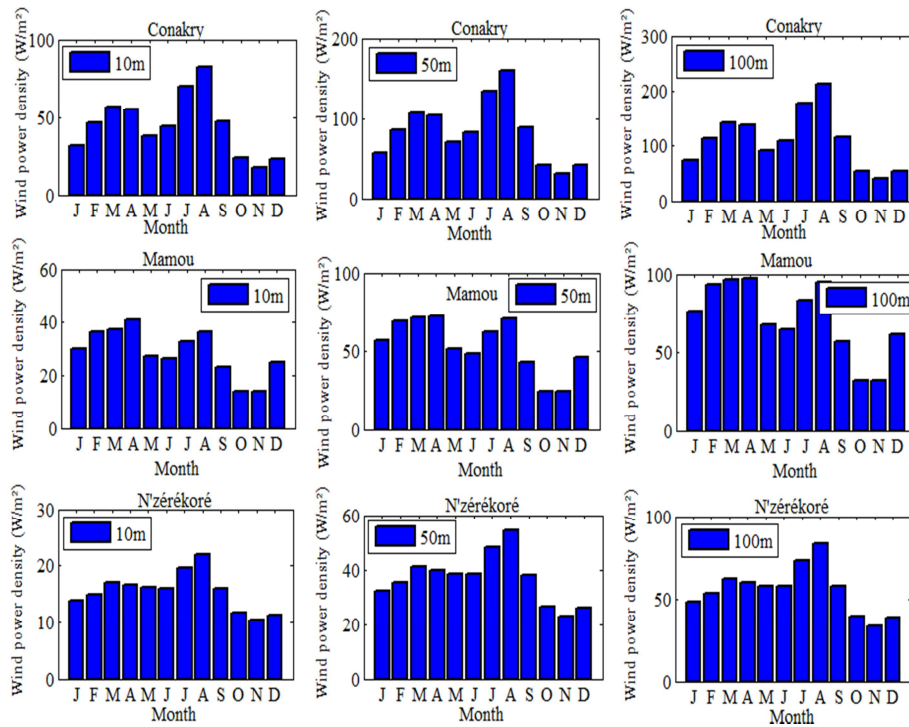 Conakry
Wind power density (W/m²)
100
50
0
10m
J F M A M J J A S O N D
Month
Conakry
Wind power density (W/m²)
200
100
0
50m
J F M A M J J A S O N D
Month
Conakry
Wind power density (W/m²)
300
200
100
0
100m
J F M A M J J A S O N D
Month
Mamou
Wind power density (W/m²)
60
40
20
0
10m
J F M A M J J A S O N D
Month
Mamou
Wind power density (W/m²)
100
50
0
50m
J F M A M J J A S O N D
Month
Mamou
Wind power density (W/m²)
100
50
0
100m
J F M A M J J A S O N D
Month
N'zérékoré
Wind power density (W/m²)
30
20
10
0
10m
J F M A M J J A S O N D
Month
N'zérékoré
Wind power density (W/m²)
60
40
20
0
50m
J F M A M J J A S O N D
Month
N'zérékoré
Wind power density (W/m²)
100
50
0
100m
J F M A M J J A S O N D
Month